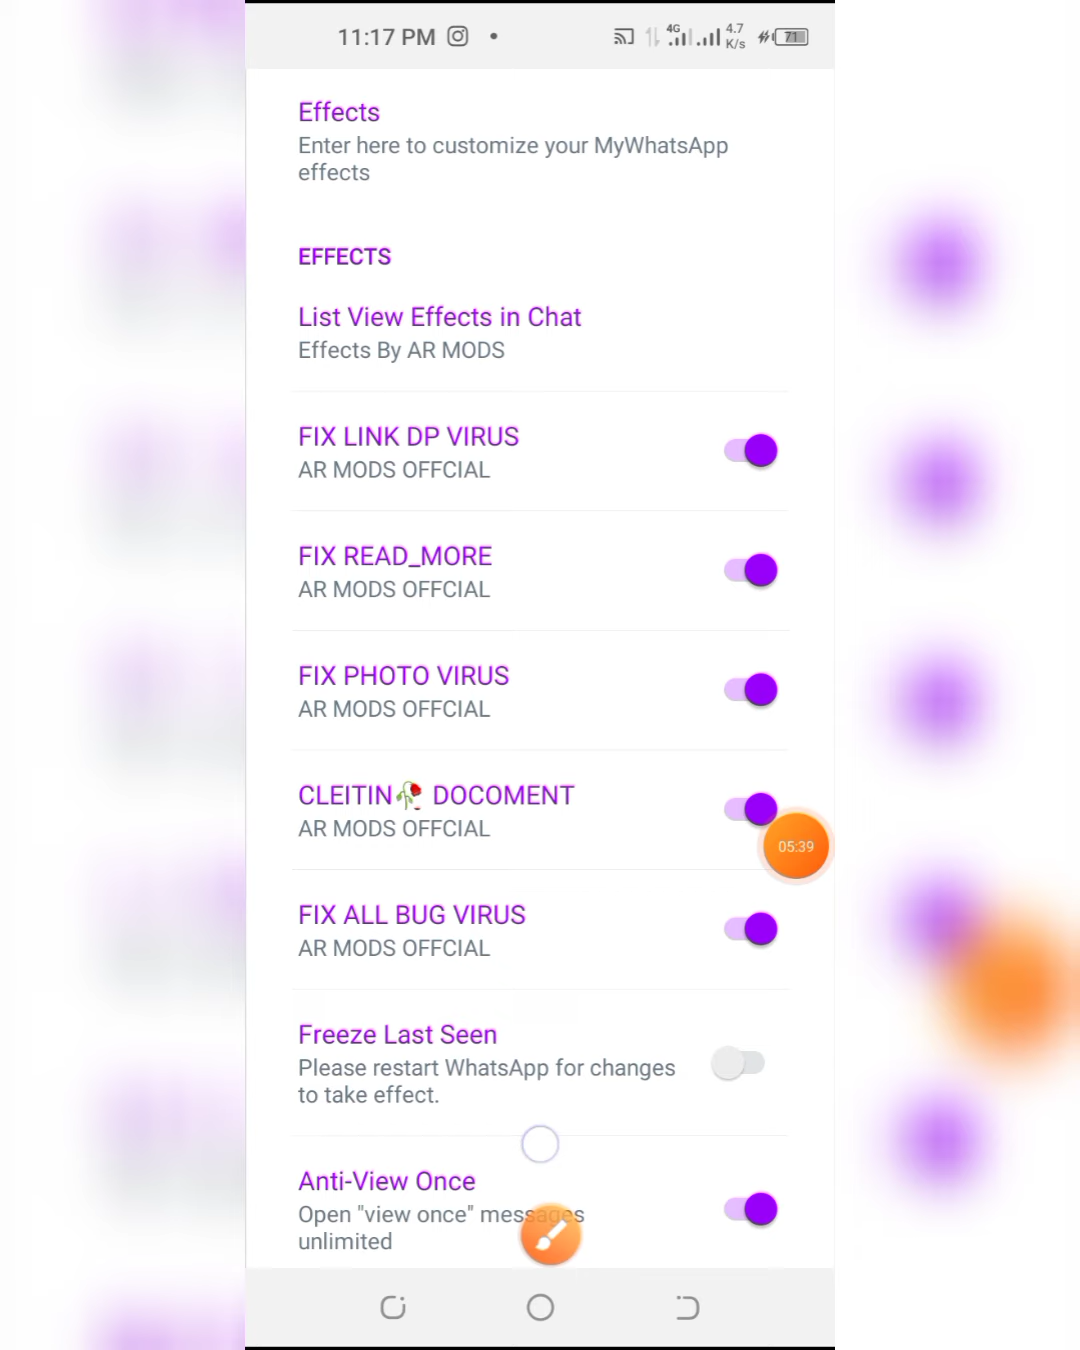 11:17 PM
4G
4.7
K/s
71
Effects
Enter here to customize your MyWhatsApp
effects
EFFECTS
List View Effects in Chat
Effects By AR MODS
FIX LINK DP VIRUS
AR MODS OFFCIAL
FIX READ_MORE
AR MODS OFFCIAL
FIX PHOTO VIRUS
AR MODS OFFCIAL
CLEITIN🥀 DOCOMENT
AR MODS OFFCIAL
05:39
FIX ALL BUG VIRUS
AR MODS OFFCIAL
Freeze Last Seen
Please restart WhatsApp for changes
to take effect.
Anti-View Once
Open "view once" messages
unlimited